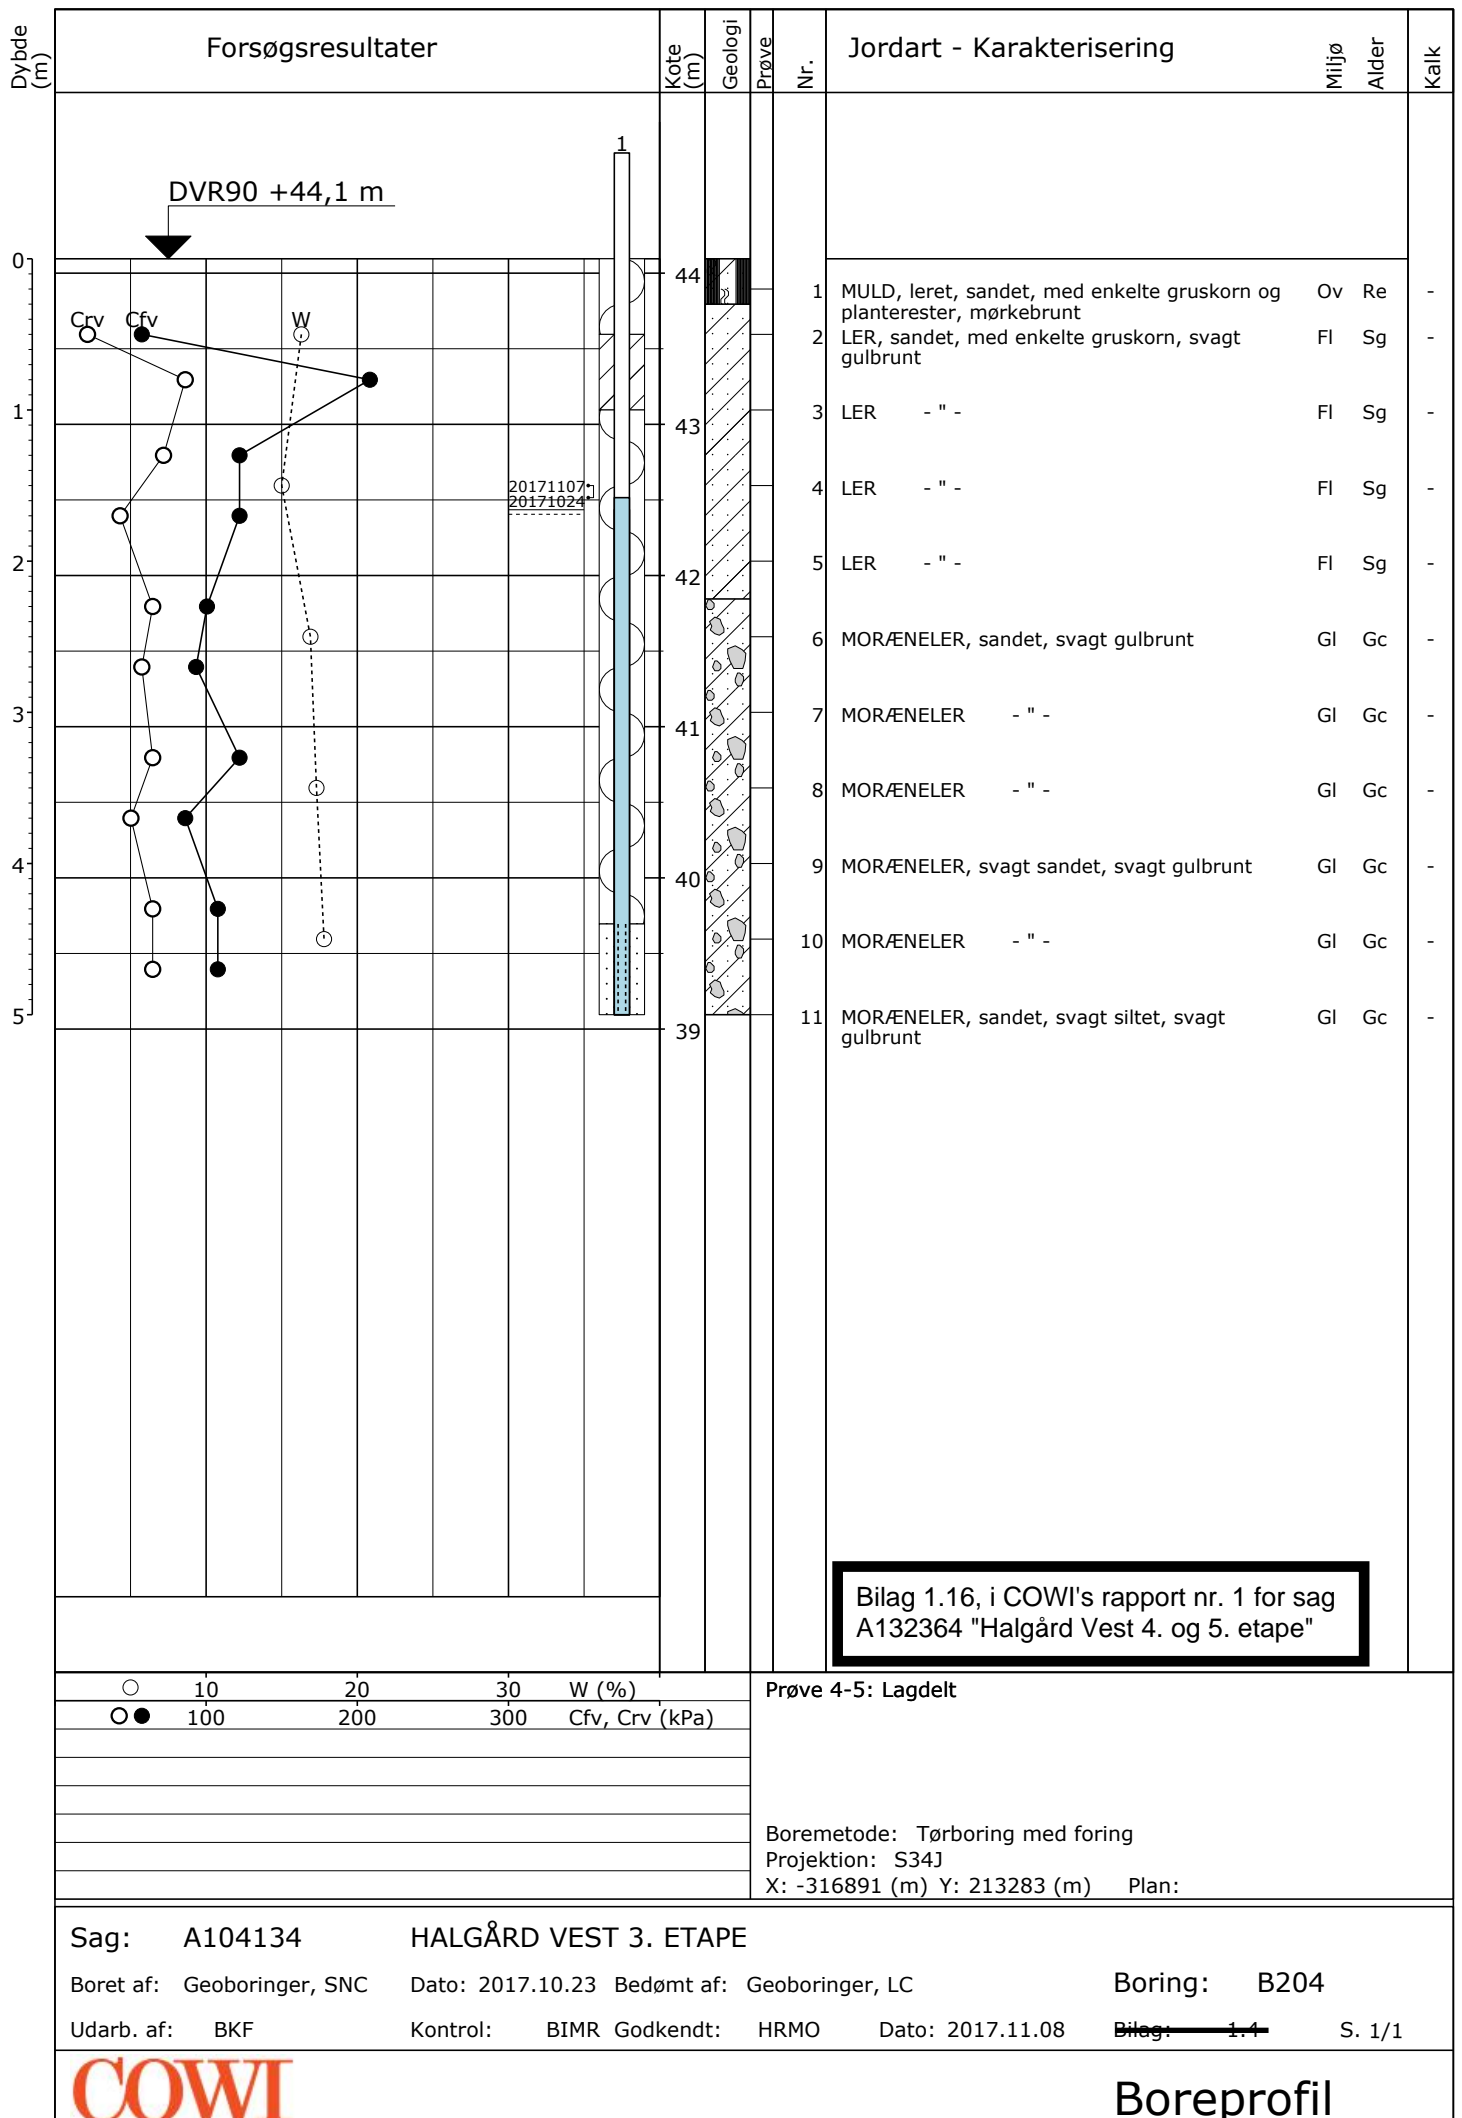 Dybde (m)
Forsøgsresultater
Kote (m)
Geologi
Prøve
Nr.
Jordart - Karakterisering
Miljø
Alder
Kalk
1
DVR90 +44,1 m
0
44
1 MULD, leret, sandet, med enkelte gruskorn og Ov Re -
planterester, mørkebrunt
Crv Cfv W
2 LER, sandet, med enkelte gruskorn, svagt Fl Sg -
gulbrunt
1
3 LER - " - Fl Sg -
43
20171107
4 LER - " - Fl Sg -
20171024
2
5 LER - " - Fl Sg -
42
6 MORÆNELER, sandet, svagt gulbrunt Gl Gc -
3
7 MORÆNELER - " - Gl Gc -
41
8 MORÆNELER - " - Gl Gc -
4
9 MORÆNELER, svagt sandet, svagt gulbrunt Gl Gc -
40
10 MORÆNELER - " - Gl Gc -
5
11 MORÆNELER, sandet, svagt siltet, svagt Gl Gc -
gulbrunt
39
Bilag 1.16, i COWI's rapport nr. 1 for sag
A132364 "Halgård Vest 4. og 5. etape"
10 20 30 W (%)
100 200 300 Cfv, Crv (kPa)
Prøve 4-5: Lagdelt
Boremetode: Tørboring med foring
Projektion: S34J
X: -316891 (m) Y: 213283 (m) Plan:
Sag: A104134 HALGÅRD VEST 3. ETAPE
Boret af: Geoboringer, SNC Dato: 2017.10.23 Bedømt af: Geoboringer, LC Boring: B204
Udarb. af: BKF Kontrol: BIMR Godkendt: HRMO Dato: 2017.11.08 Bilag: 1.4 S. 1/1
COWI
Boreprofil